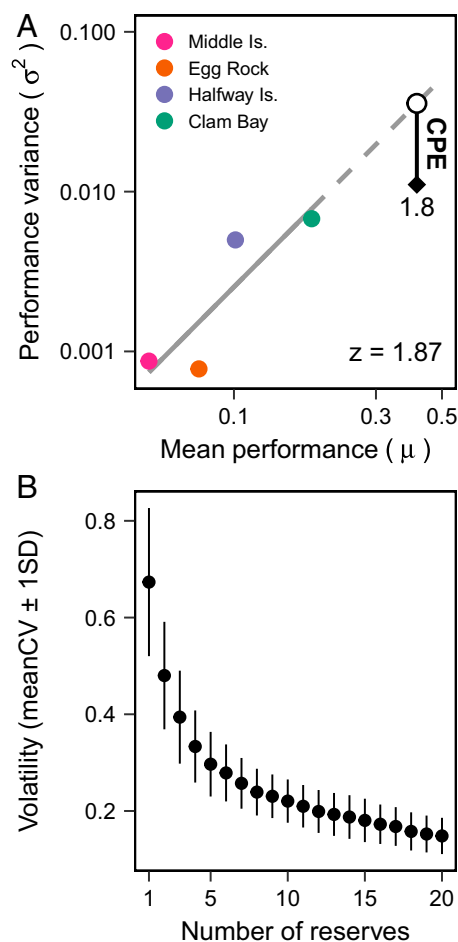 A
Performance variance ( σ²)
0.100
0.010
0.001
Middle Is.
Egg Rock
Halfway Is.
Clam Bay
CPE
1.8
z = 1.87
0.1
0.3
0.5
Mean performance ( μ )
B
Volatility (meanCV ± 1SD)
0.8
0.6
0.4
0.2
1
5
10
15
20
Number of reserves